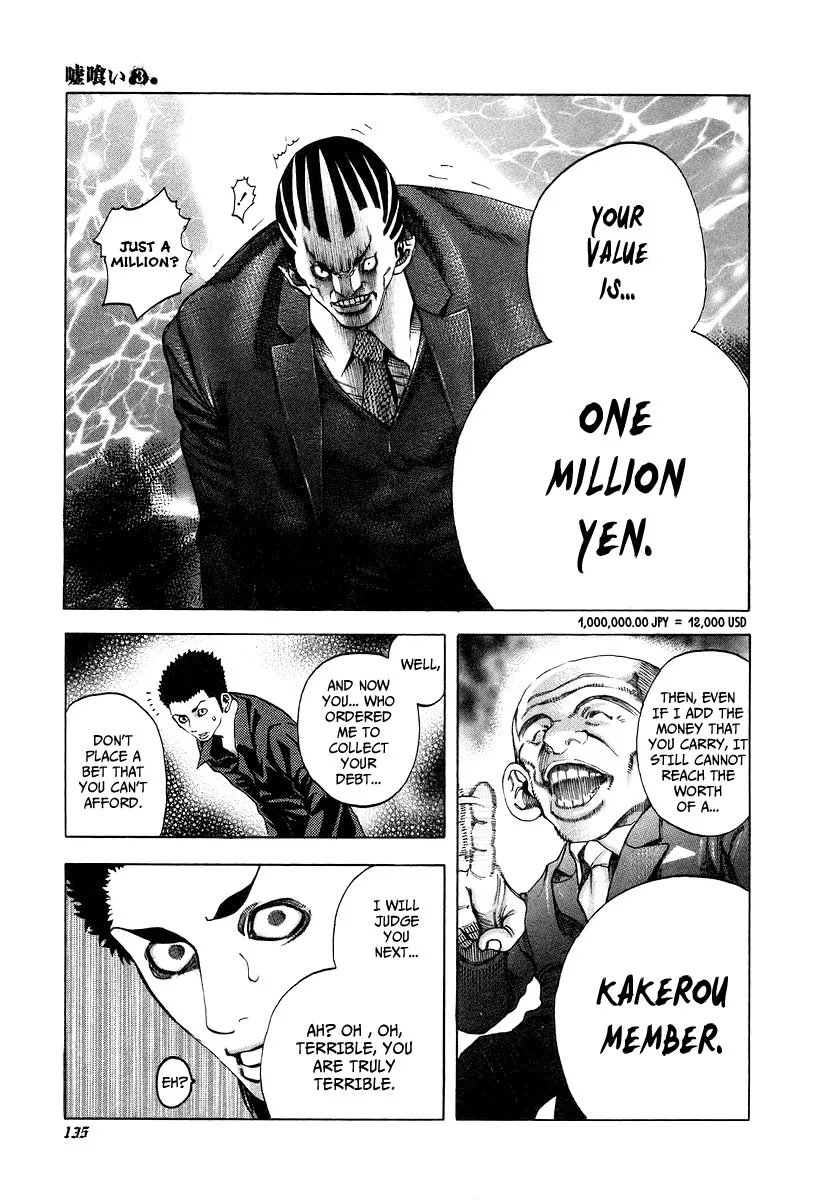 嘘喰い3.
YOUR
VALUE
IS...
ONE
MILLION
YEN.
JUST A
MILLION?
1,000,000.00 JPY = 12,000 USD
THEN, EVEN
IF I ADD THE
MONEY THAT
YOU CARRY, IT
STILL CANNOT
REACH THE
WORTH
OF A...
KAKEROU
MEMBER.
WELL,
AND NOW
YOU... WHO
ORDERED
ME TO
COLLECT
YOUR
DEBT...
DON'T
PLACE A
BET THAT
YOU CAN'T
AFFORD.
I WILL
JUDGE
YOU
NEXT...
AH? OH , OH,
TERRIBLE, YOU
ARE TRULY
TERRIBLE.
EH?
135